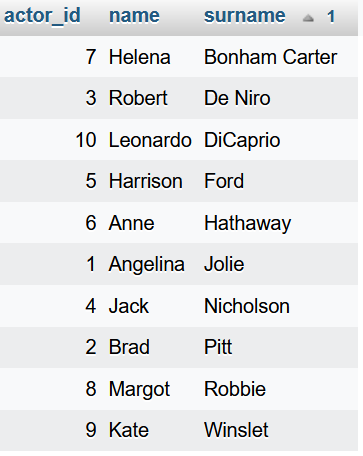 actor_id name surname 1
7 Helena Bonham Carter
3 Robert De Niro
10 Leonardo DiCaprio
5 Harrison Ford
6 Anne Hathaway
1 Angelina Jolie
4 Jack Nicholson
2 Brad Pitt
8 Margot Robbie
9 Kate Winslet